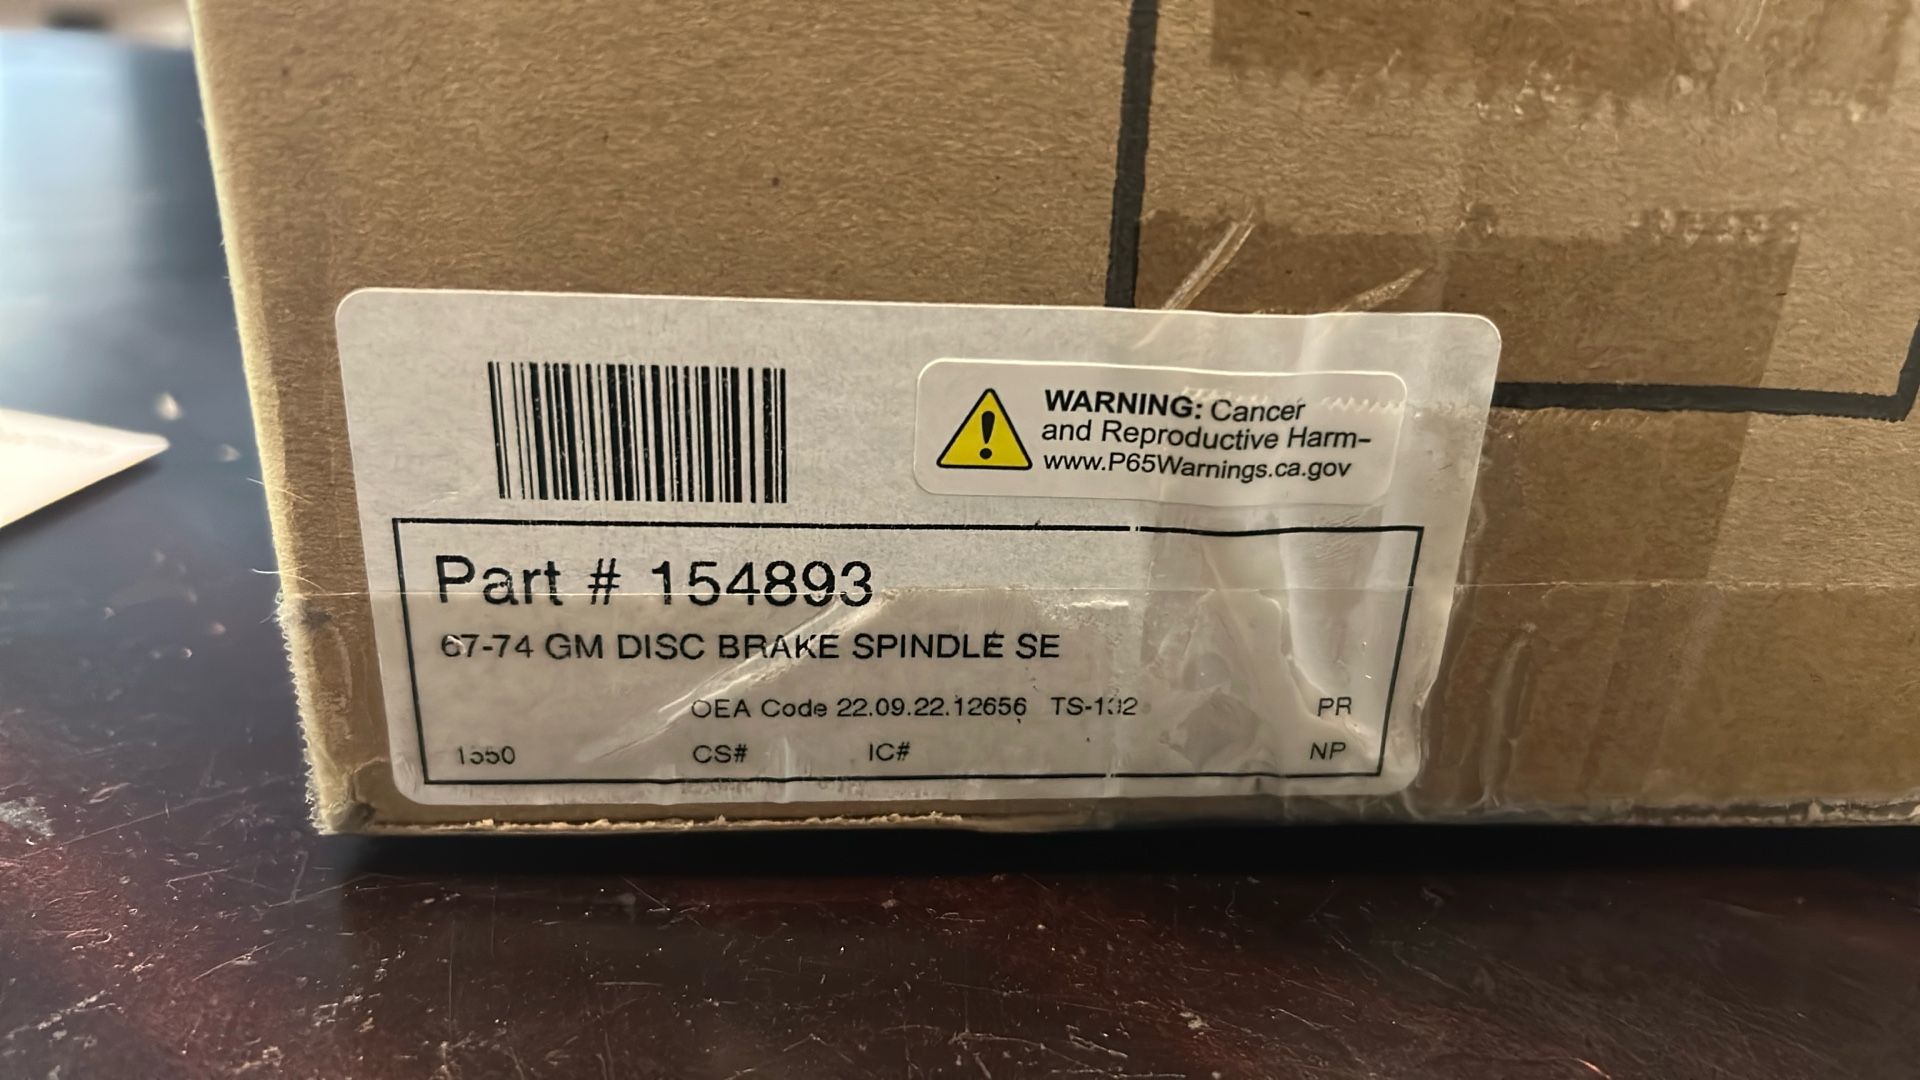 WARNING: Cancer
and Reproductive Harm-
www.P65Warnings.ca.gov
Part # 154893
67-74 GM DISC BRAKE SPINDLE SE
OEA Code 22.09.22.12656 PR
CS# IC# NP